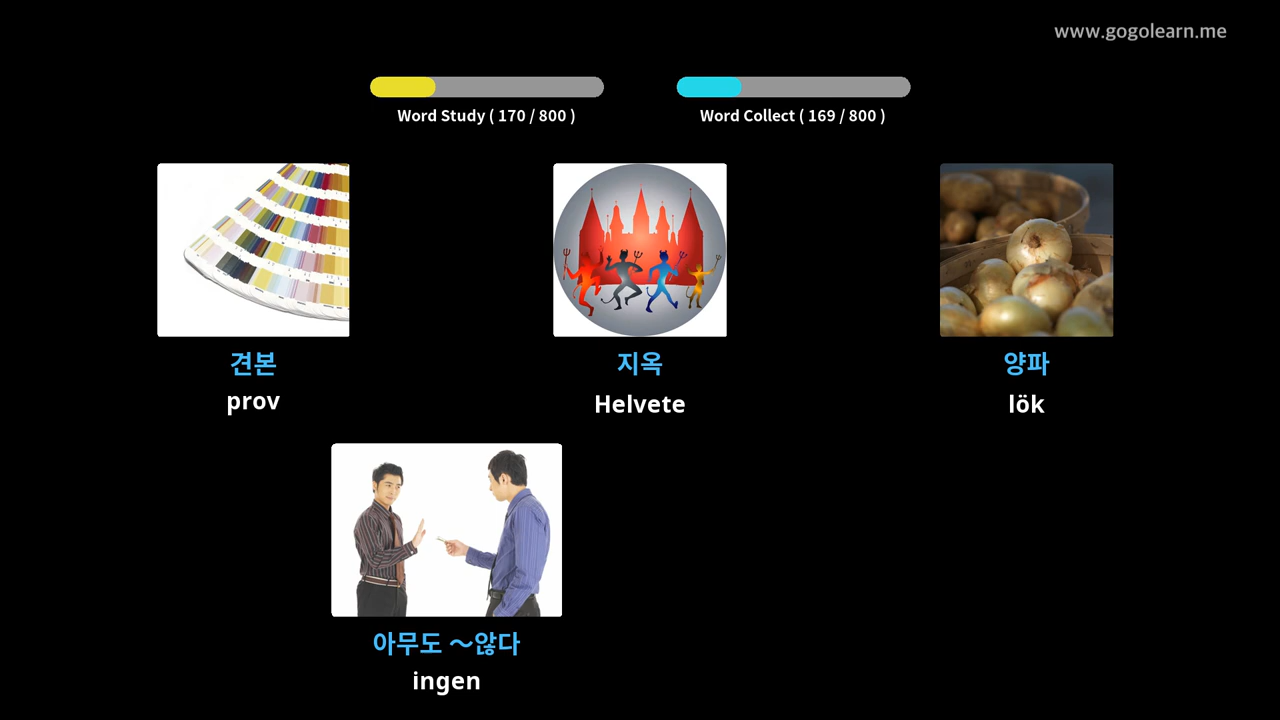 www.gogolearn.me
Word Study ( 170 / 800 )
Word Collect ( 169 / 800 )
견본
prov
지옥
Helvete
양파
lök
아무도 ～않다
ingen